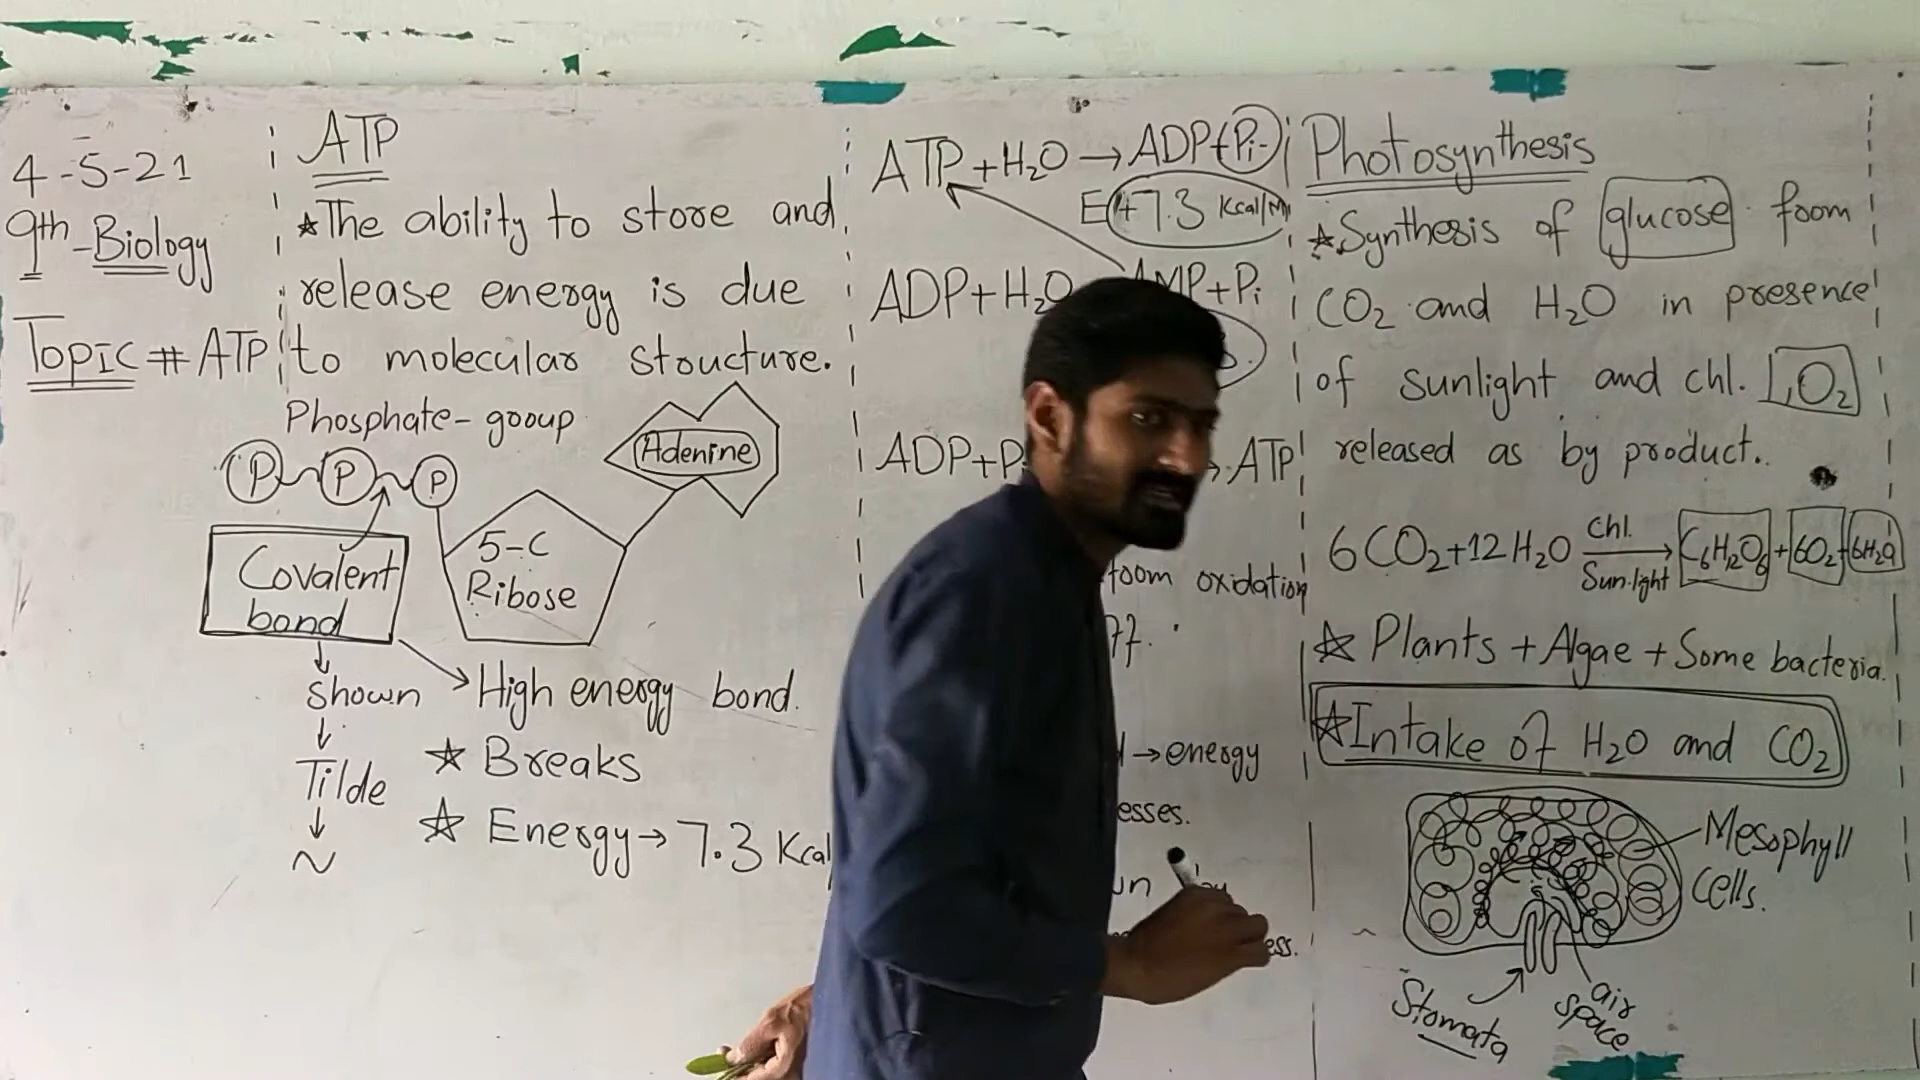 4-5-21
9th-Biology
Topic # ATP
ATP
★The ability to store and
release energy is due
to molecular structure.
Phosphate-group
P~P~P
Adenine
5-C
Ribose
Covalent
bond
shown
Tilde
~
High energy bond.
★ Breaks
★ Energy→ 7.3 Kcal
ATP+H₂O→ADP+Pi
7.3 Kcal/M
ADP+H₂O AMP+Pi
ADP+P →ATP
from oxidation
→energy
esses.
ess.
Photosynthesis
★Synthesis of glucose from
CO₂ and H₂O in presence
of sunlight and chl. O₂
released as by product.
6CO₂+12H₂O Chl. Sunlight → C₆H₁₂O₆+6O₂+6H₂O
★ Plants + Algae + Some bacteria.
★Intake of H₂O and CO₂
Mesophyll
cells.
Stomata
air
space